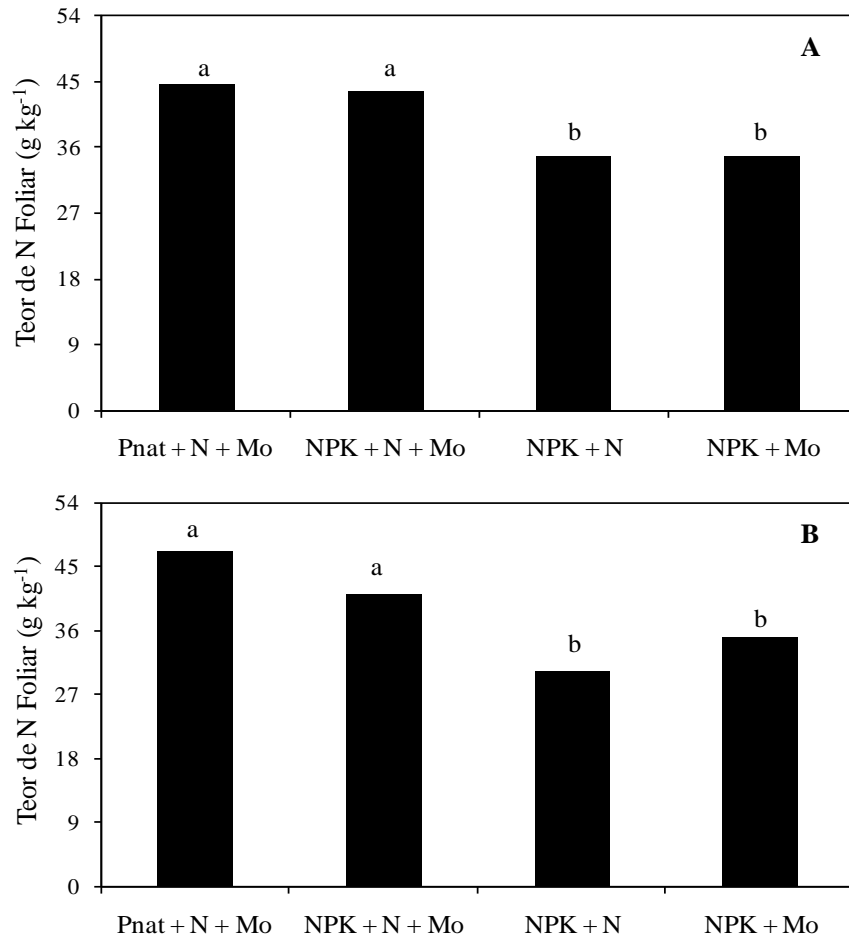 54
A
a
a
45
b
b
36
27
18
9
0
Teor de N Foliar (g kg-1)
Pnat + N + Mo NPK + N + Mo NPK + N NPK + Mo
54
B
a
a
45
b
b
36
27
18
9
0
Teor de N Foliar (g kg-1)
Pnat + N + Mo NPK + N + Mo NPK + N NPK + Mo